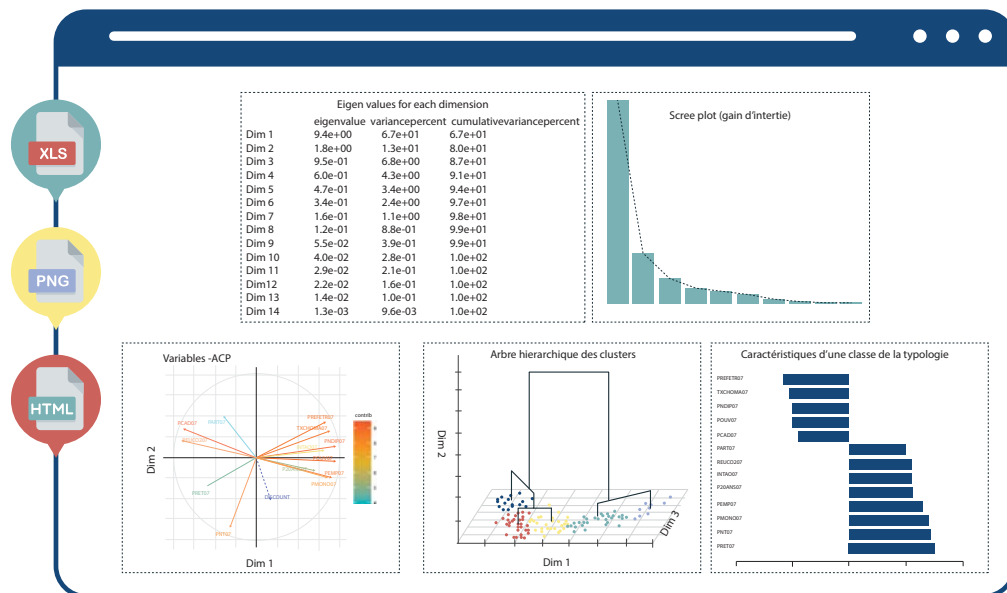 XLS
PNG
HTML
Eigen values for each dimension
eigenvalue variancepercent cumulativevariancepercent
Dim 1 9.4e+00 6.7e+01 6.7e+01
Dim 2 1.8e+00 1.3e+01 8.0e+01
Dim 3 9.5e-01 6.8e+00 8.7e+01
Dim 4 6.0e-01 4.3e+00 9.1e+01
Dim 5 4.7e-01 3.4e+00 9.4e+01
Dim 6 3.4e-01 2.4e+00 9.7e+01
Dim 7 1.6e-01 1.1e+00 9.8e+01
Dim 8 1.2e-01 8.8e-01 9.9e+01
Dim 9 5.5e-02 3.9e-01 9.9e+01
Dim 10 4.0e-02 2.8e-01 1.0e+02
Dim 11 2.9e-02 2.1e-01 1.0e+02
Dim12 2.2e-02 1.6e-01 1.0e+02
Dim 13 1.4e-02 1.0e-01 1.0e+02
Dim 14 1.3e-03 9.6e-03 1.0e+02
Scree plot (gain d'intertie)
Variables -ACP
contrib
PREFETR07
TXCHOMA07
PCAD07
PART07
PNDIP07
PEMP07
PMONO07
PRET07
DISCOUNT
PNT07
Dim 2
Dim 1
Arbre hierarchique des clusters
Dim 2
Dim 3
Dim 1
Caractéristiques d'une classe de la typologie
PREFETR07
TXCHOMA07
PNDIP07
POUV07
PCAD07
PART07
REUCO207
INTAO07
P20ANS07
PEMP07
PMONO07
PNT07
PRET07